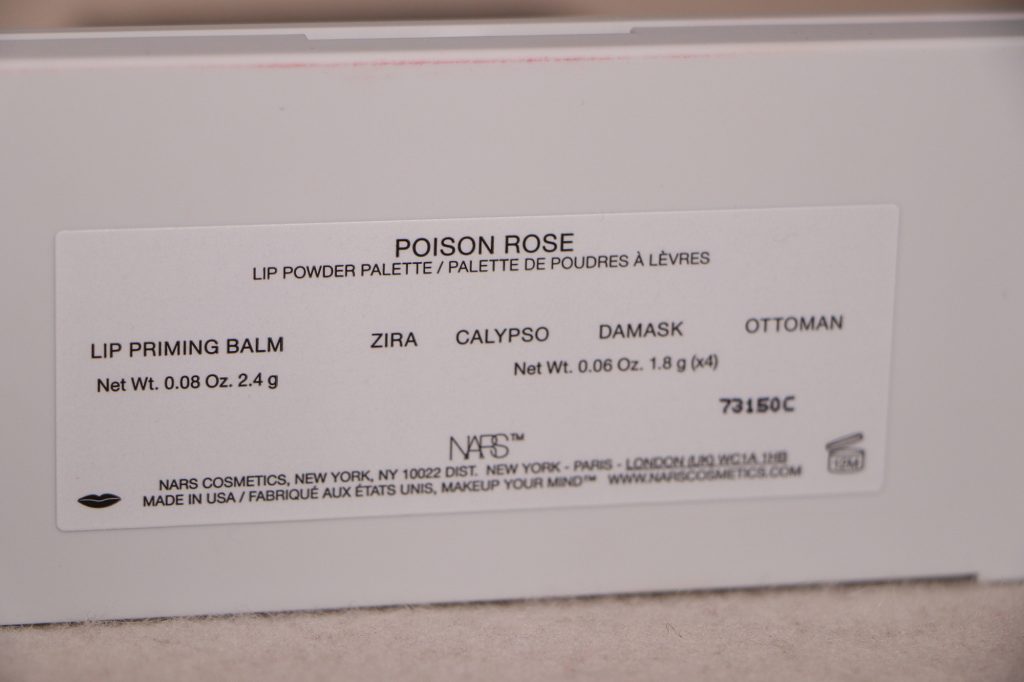 POISON ROSE
LIP POWDER PALETTE / PALETTE DE POUDRES À LÈVRES
LIP PRIMING BALM ZIRA CALYPSO DAMASK OTTOMAN
Net Wt. 0.08 Oz. 2.4 g Net Wt. 0.06 Oz. 1.8 g (x4)
73150C
NARS™
NARS COSMETICS, NEW YORK, NY 10022 DIST. NEW YORK - PARIS - LONDON (UK) WC1A 1HB
MADE IN USA / FABRIQUÉ AUX ÉTATS UNIS, MAKEUP YOUR MIND™ WWW.NARSCOSMETICS.COM
12M